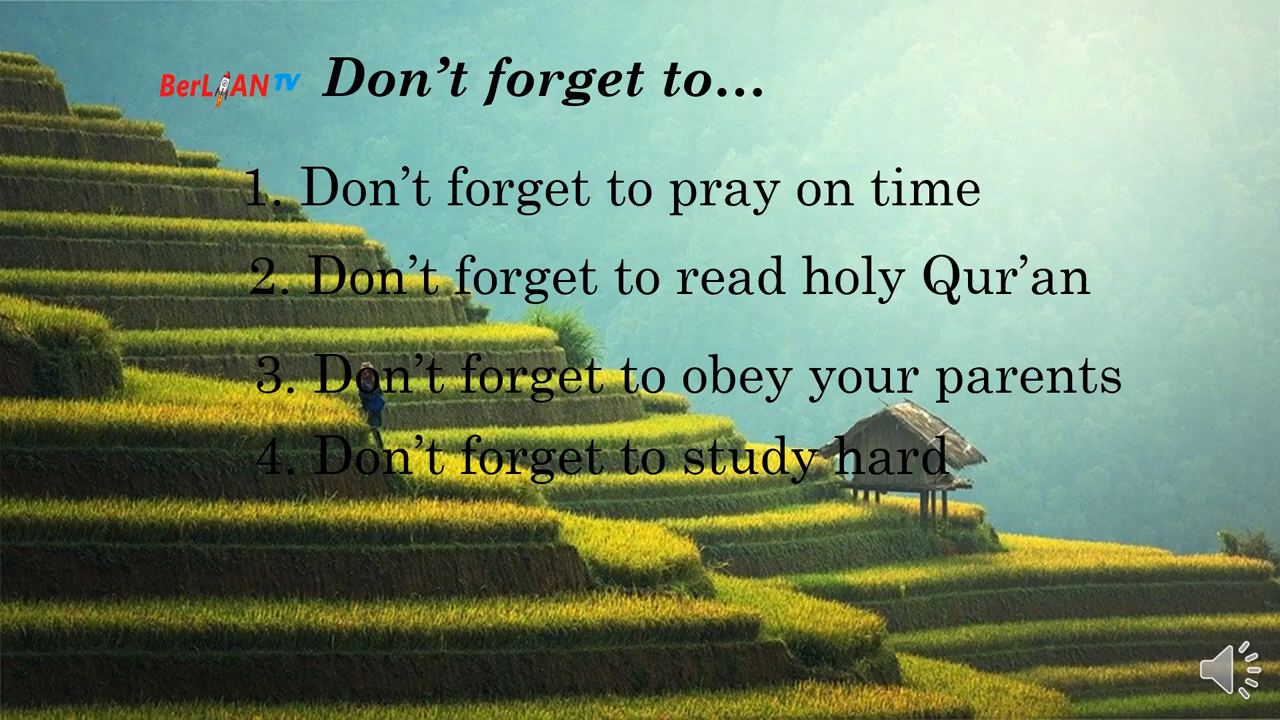 BerLIAN TV
Don’t forget to...
1. Don’t forget to pray on time
2. Don’t forget to read holy Qur’an
3. Don’t forget to obey your parents
4. Don’t forget to study hard